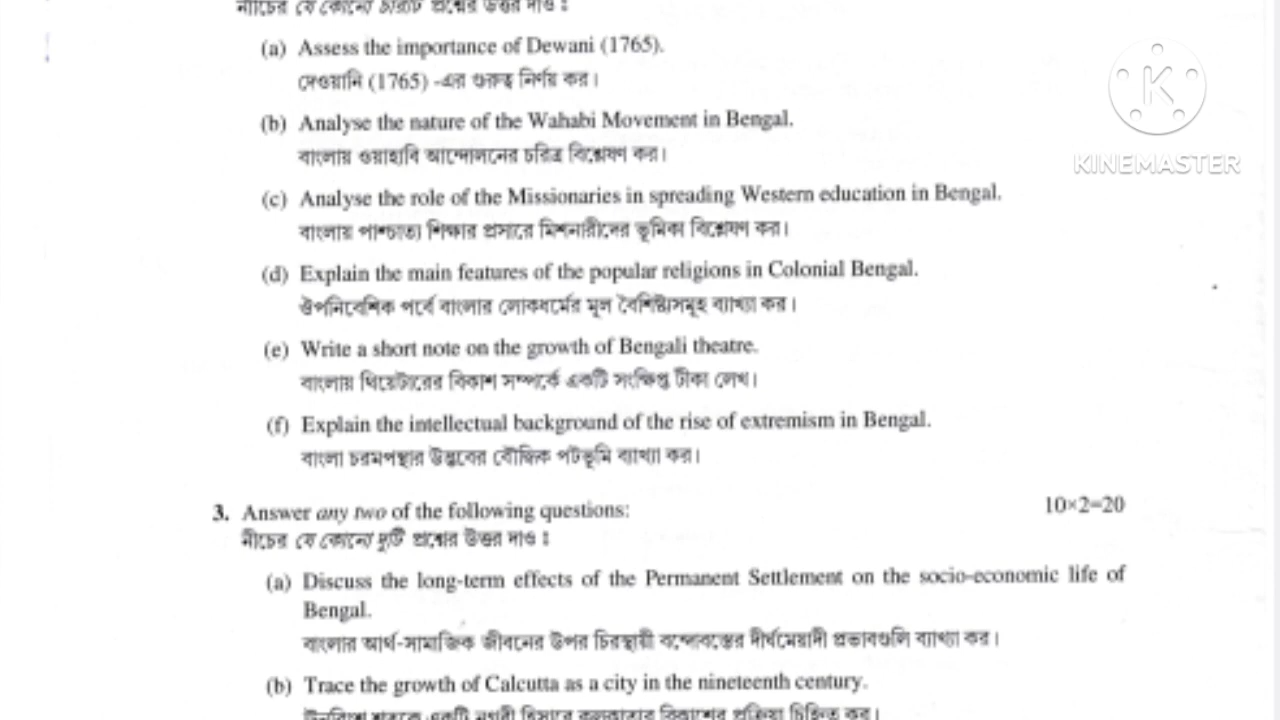 নীচের যে কোনো চারটি প্রশ্নের উত্তর দাও ঃ
(a) Assess the importance of Dewani (1765).
দেওয়ানি (1765) -এর গুরুত্ব নির্ণয় কর।
(b) Analyse the nature of the Wahabi Movement in Bengal.
বাংলায় ওয়াহাবি আন্দোলনের চরিত্র বিশ্লেষণ কর।
(c) Analyse the role of the Missionaries in spreading Western education in Bengal.
বাংলায় পাশ্চাত্য শিক্ষার প্রসারে মিশনারীদের ভূমিকা বিশ্লেষণ কর।
(d) Explain the main features of the popular religions in Colonial Bengal.
ঔপনিবেশিক পর্বে বাংলার লোকধর্মের মূল বৈশিষ্ট্যসমূহ ব্যাখ্যা কর।
(e) Write a short note on the growth of Bengali theatre.
বাংলায় থিয়েটারের বিকাশ সম্পর্কে একটি সংক্ষিপ্ত টীকা লেখ।
(f) Explain the intellectual background of the rise of extremism in Bengal.
বাংলা চরমপন্থার উদ্ভবের বৌদ্ধিক পটভূমি ব্যাখ্যা কর।
3. Answer any two of the following questions: 10×2=20
নীচের যে কোনো দুটি প্রশ্নের উত্তর দাও ঃ
(a) Discuss the long-term effects of the Permanent Settlement on the socio-economic life of
Bengal.
বাংলার আর্থ-সামাজিক জীবনের উপর চিরস্থায়ী বন্দোবস্তের দীর্ঘমেয়াদী প্রভাবগুলি ব্যাখ্যা কর।
(b) Trace the growth of Calcutta as a city in the nineteenth century.
ঊনবিংশ শতকে একটি নগরী হিসাবে কলকাতার বিকাশের প্রক্রিয়া চিহ্নিত কর।
K
KINEMASTER